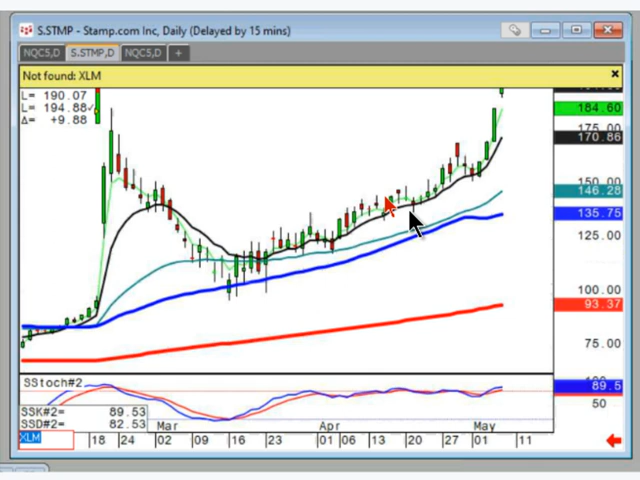 S.STMP - Stamp.com Inc, Daily (Delayed by 15 mins)
NQC5,D S.STMP,D NQC5,D +
Not found: XLM
L= 190.07
L= 194.88
Δ= +9.88
184.60
175.00
170.86
150.00
146.28
135.75
125.00
100.00
93.37
75.00
SStoch#2
89.5
50
SSK#2= 89.53
SSD#2= 82.53
Mar Apr May
XLM 18 24 02 09 16 23 01 06 13 20 27 01 11